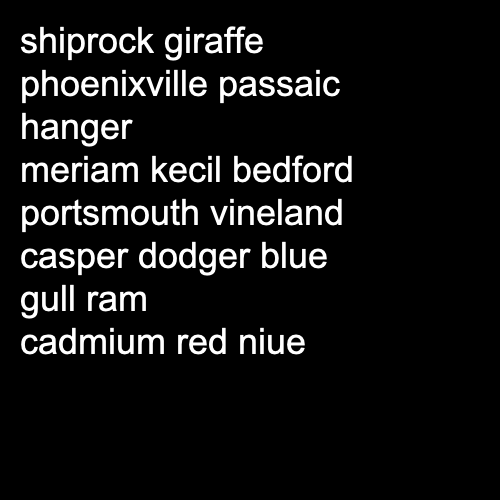 shiprock giraffe
phoenixville passaic
hanger
meriam kecil bedford
portsmouth vineland
casper dodger blue
gull ram
cadmium red niue